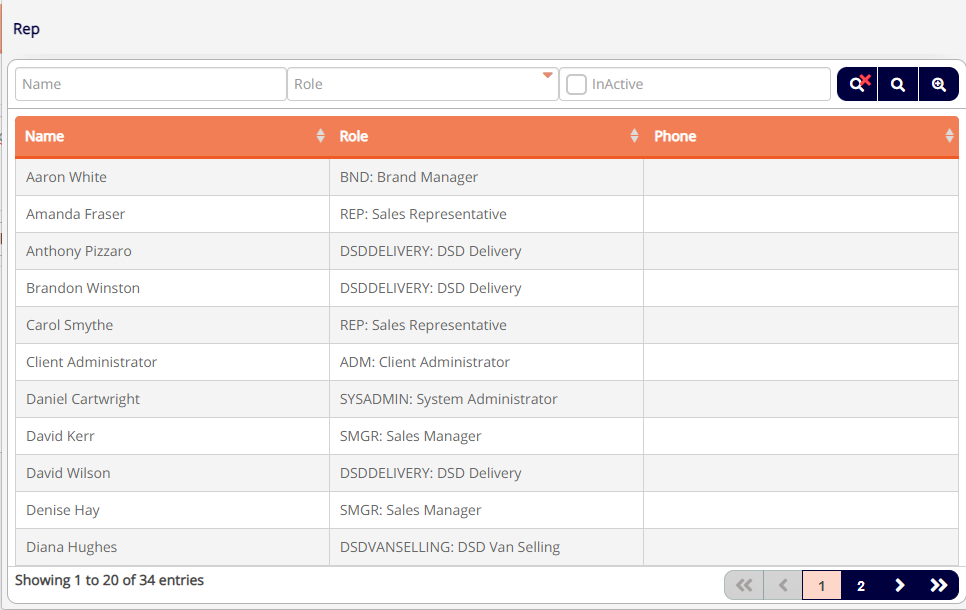 Rep
Name Role InActive
Name Role Phone
Aaron White BND: Brand Manager
Amanda Fraser REP: Sales Representative
Anthony Pizzaro DSDDELIVERY: DSD Delivery
Brandon Winston DSDDELIVERY: DSD Delivery
Carol Smythe REP: Sales Representative
Client Administrator ADM: Client Administrator
Daniel Cartwright SYSADMIN: System Administrator
David Kerr SMGR: Sales Manager
David Wilson DSDDELIVERY: DSD Delivery
Denise Hay SMGR: Sales Manager
Diana Hughes DSDVANSELLING: DSD Van Selling
Showing 1 to 20 of 34 entries 1 2